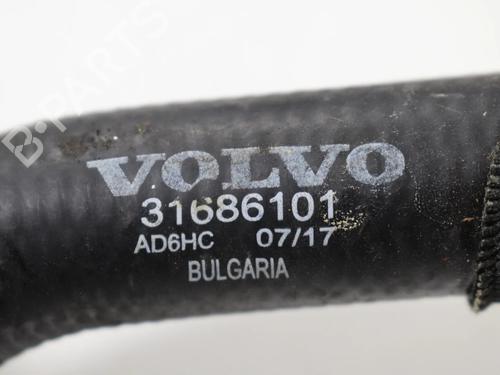 VOLVO
31686101
AD6HC 07/17
BULGARIA
B-PARTS